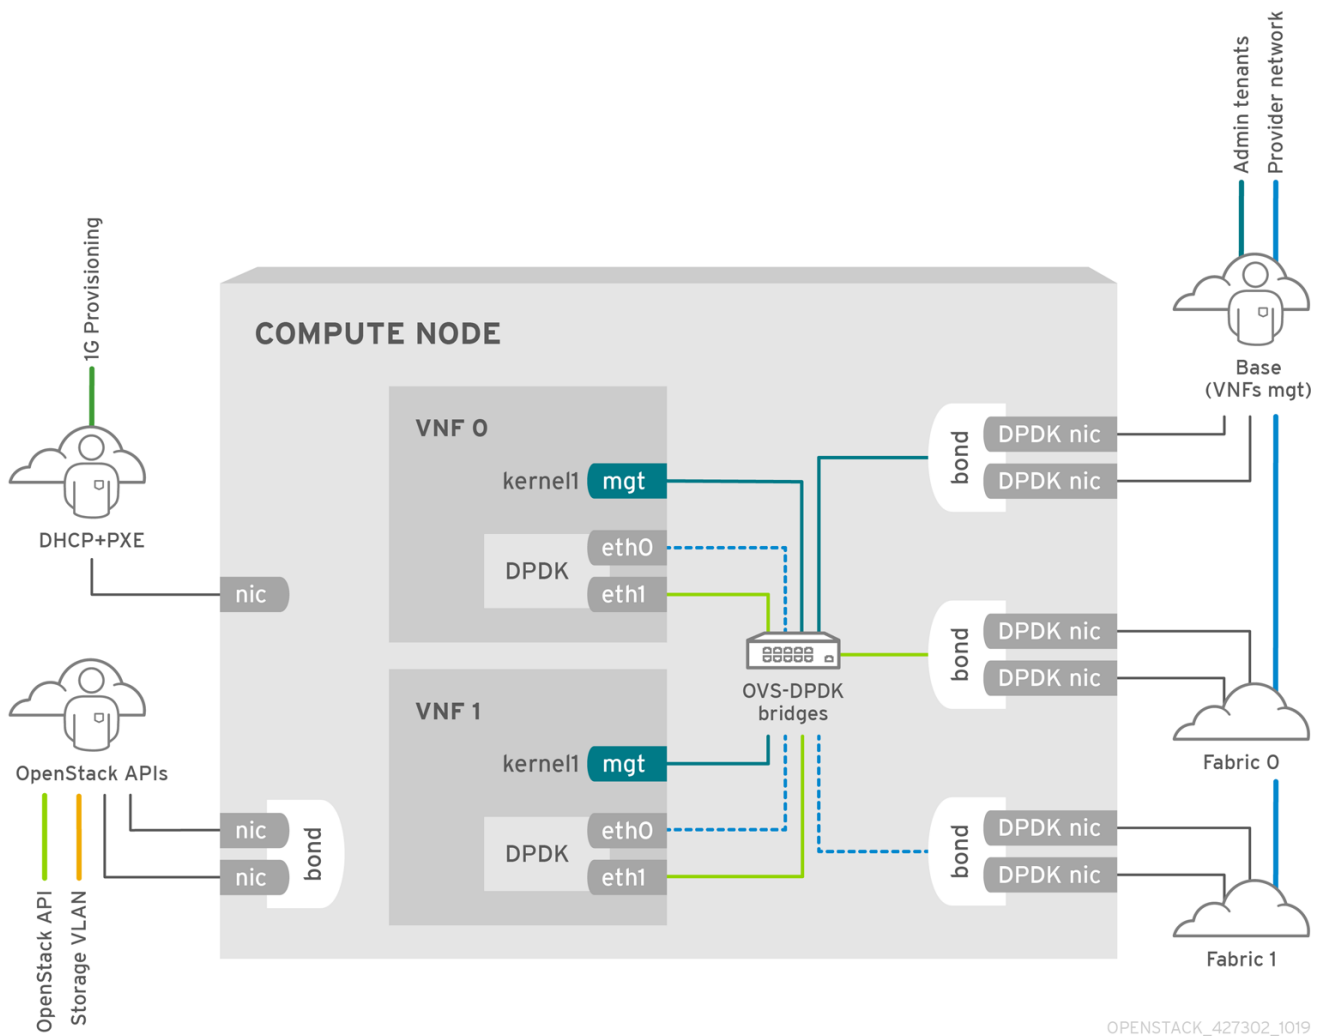 Admin tenants
Provider network
1G Provisioning
COMPUTE NODE
Base
(VNFs mgt)
VNF 0
bond
DPDK nic
DPDK nic
kernel1
mgt
DHCP+PXE
eth0
DPDK
eth1
nic
bond
DPDK nic
DPDK nic
OVS-DPDK
bridges
VNF 1
kernel1
mgt
Fabric 0
OpenStack APIs
nic
nic
bond
eth0
DPDK
eth1
bond
DPDK nic
DPDK nic
OpenStack API
Storage VLAN
Fabric 1
OPENSTACK_427302_1019